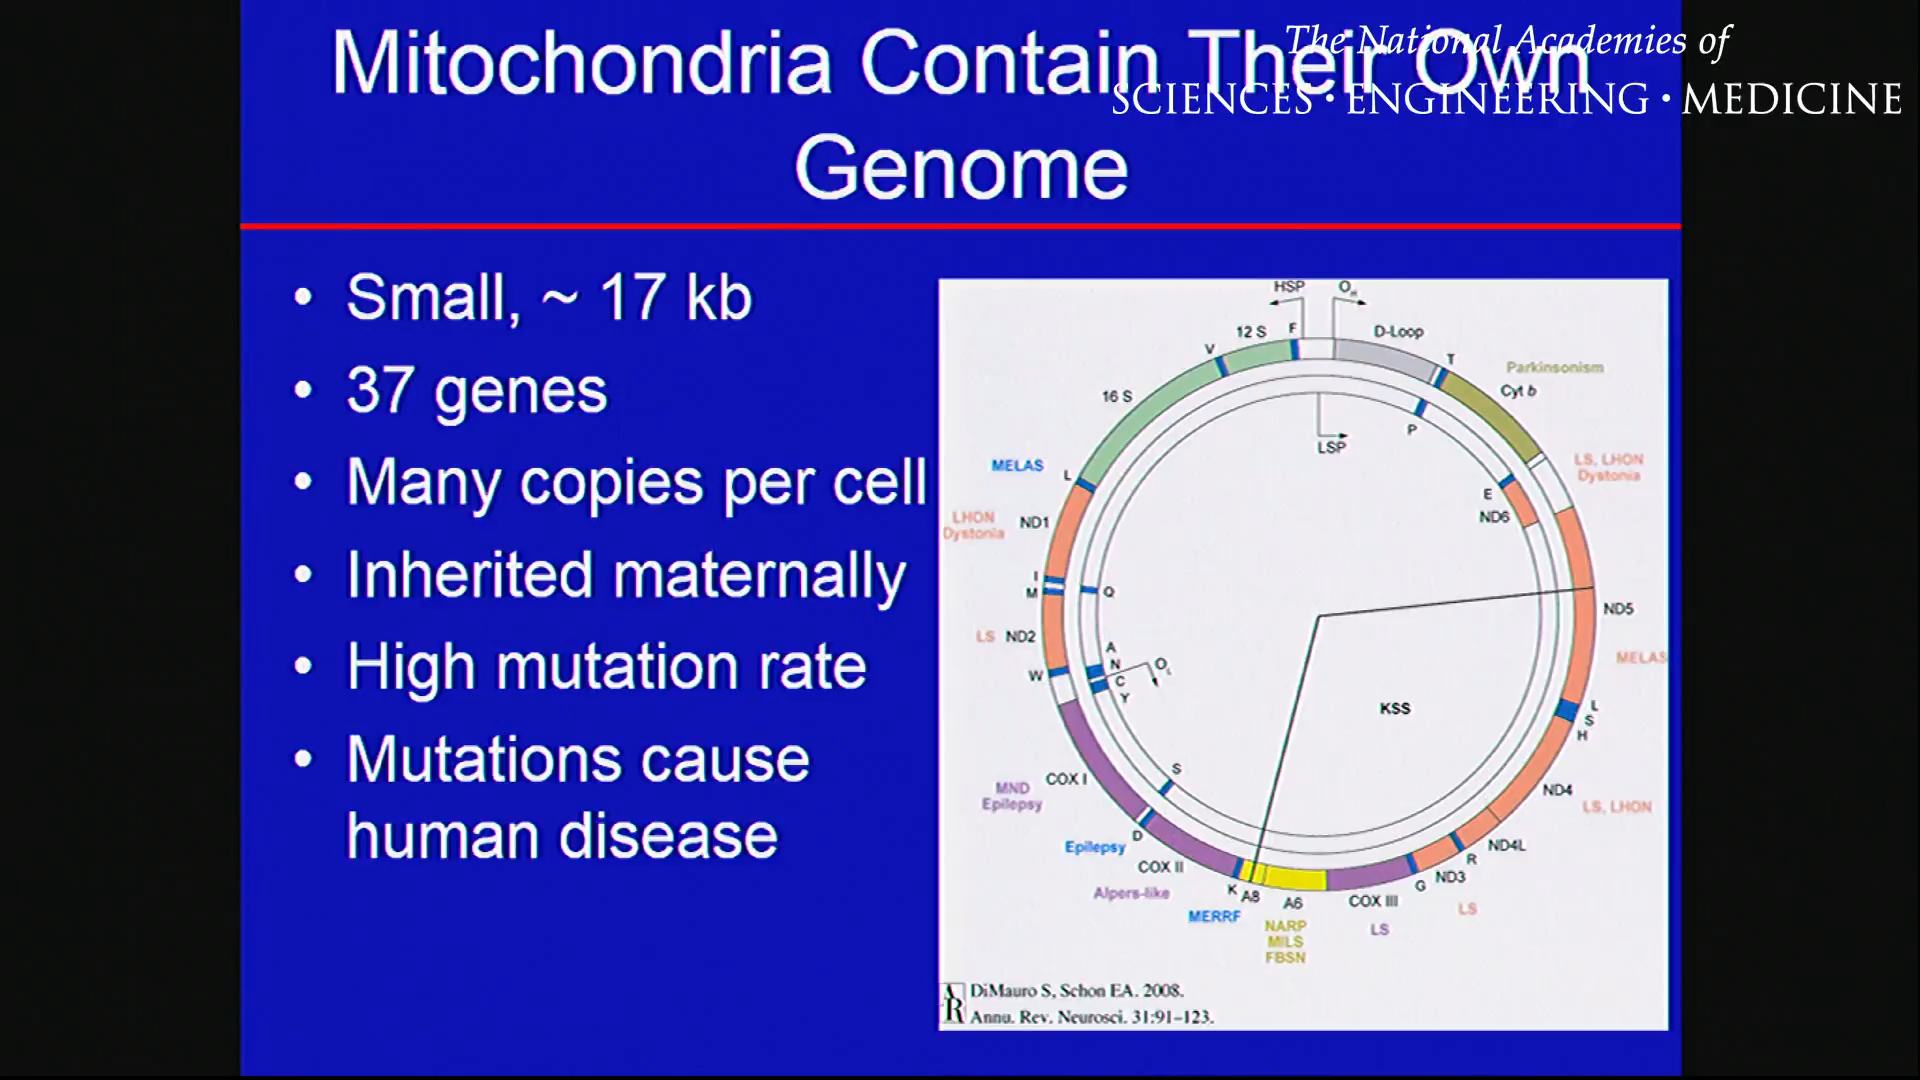 The National Academies of
SCIENCES • ENGINEERING • MEDICINE
Mitochondria Contain Their Own
Genome
• Small, ~ 17 kb
• 37 genes
• Many copies per cell
• Inherited maternally
• High mutation rate
• Mutations cause
human disease
HSP
OH
12 S
F
D-Loop
V
T
Parkinsonism
Cyt b
16 S
P
LSP
MELAS
L
LS, LHON
Dystonia
E
ND6
LHON
Dystonia
ND1
I
M
Q
ND5
LS
ND2
A
N
C
Y
OL
W
MELAS
KSS
L
S
H
S
COX I
MND
Epilepsy
ND4
LS, LHON
D
Epilepsy
COX II
ND4L
R
ND3
G
Alpers-like
K
A8
A6
COX III
LS
MERRF
NARP
MILS
FBSN
LS
AR
DiMauro S, Schon EA. 2008.
Annu. Rev. Neurosci. 31:91–123.